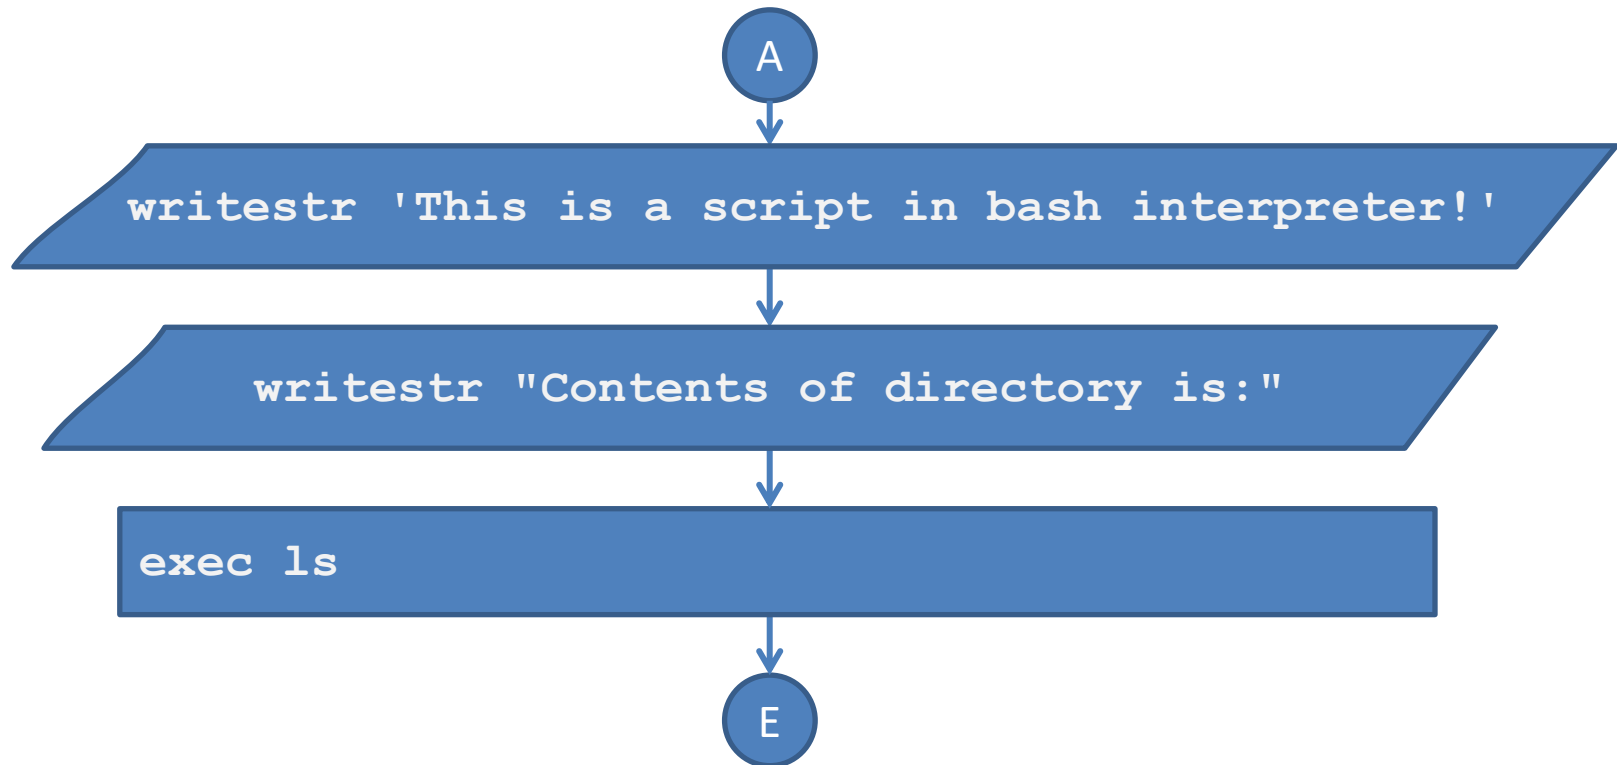 A
writestr 'This is a script in bash interpreter!'
writestr "Contents of directory is:"
exec ls
E